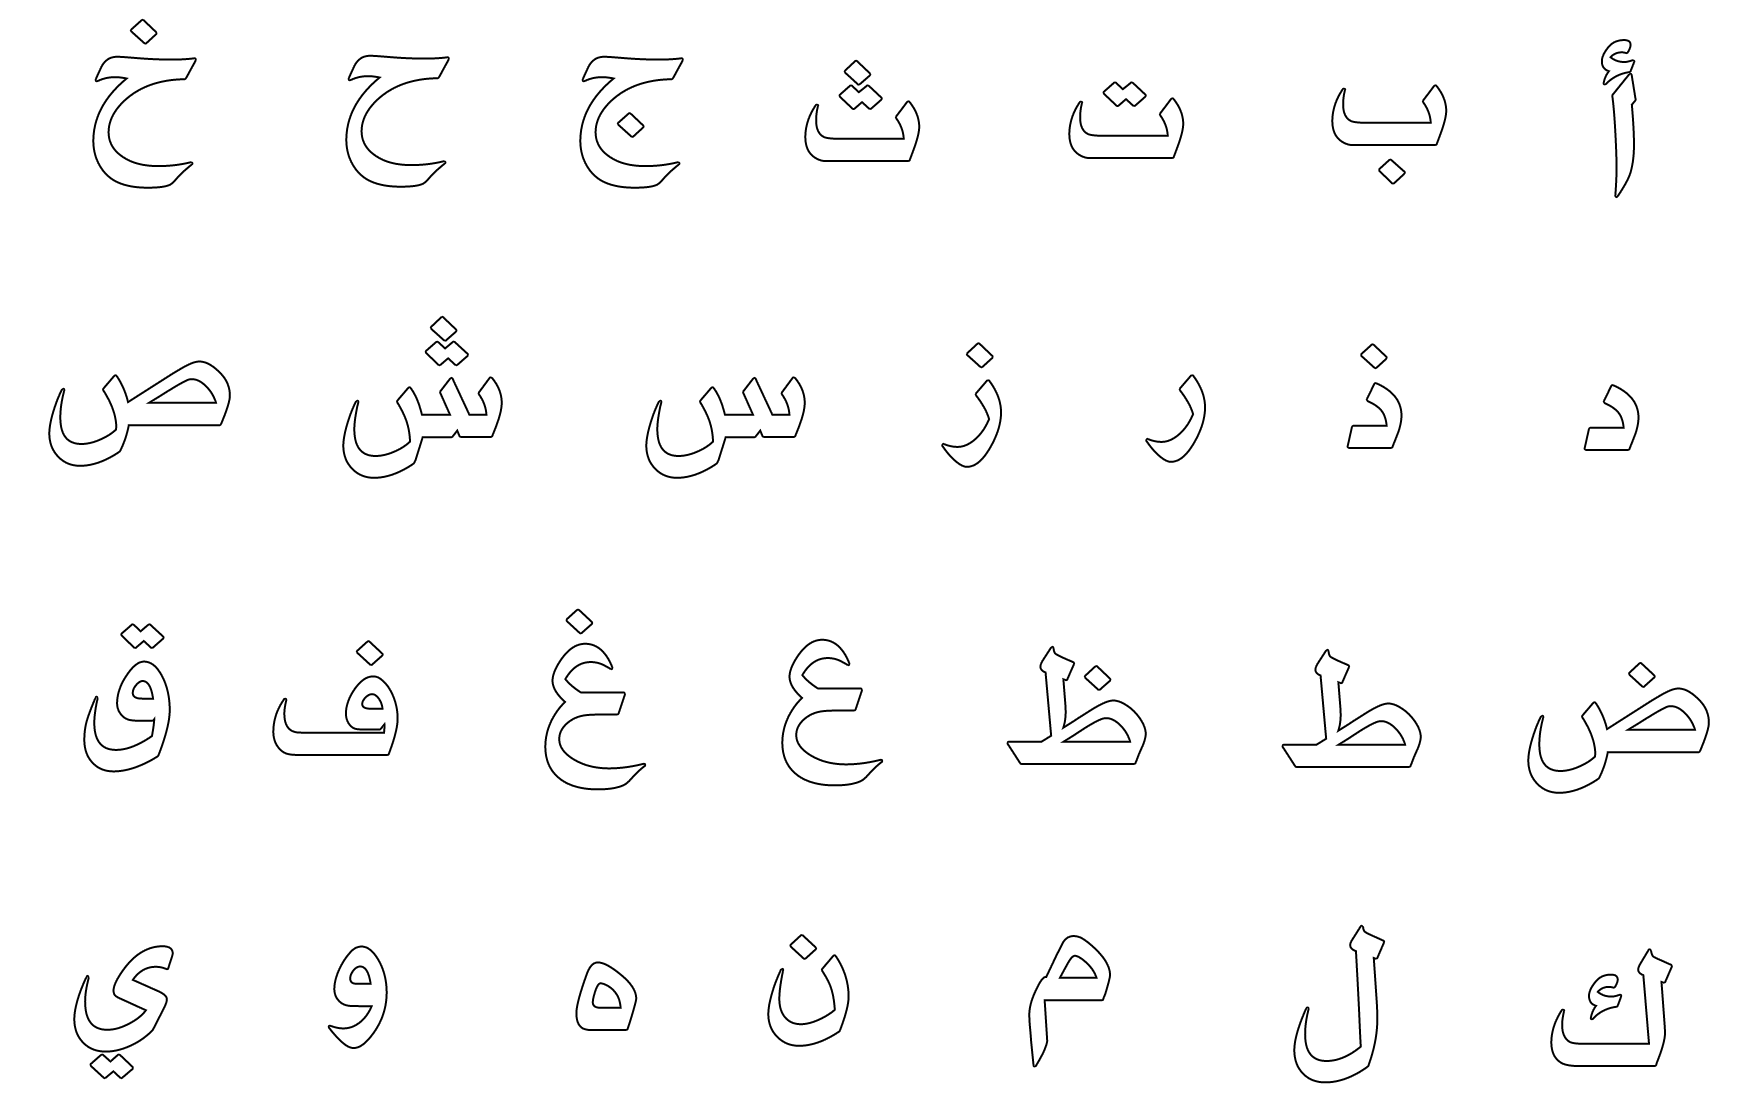 أ ب ت ث ج ح خ
د ذ ر ز س ش ص
ض ط ظ ع غ ف ق
ك ل م ن ه و ي